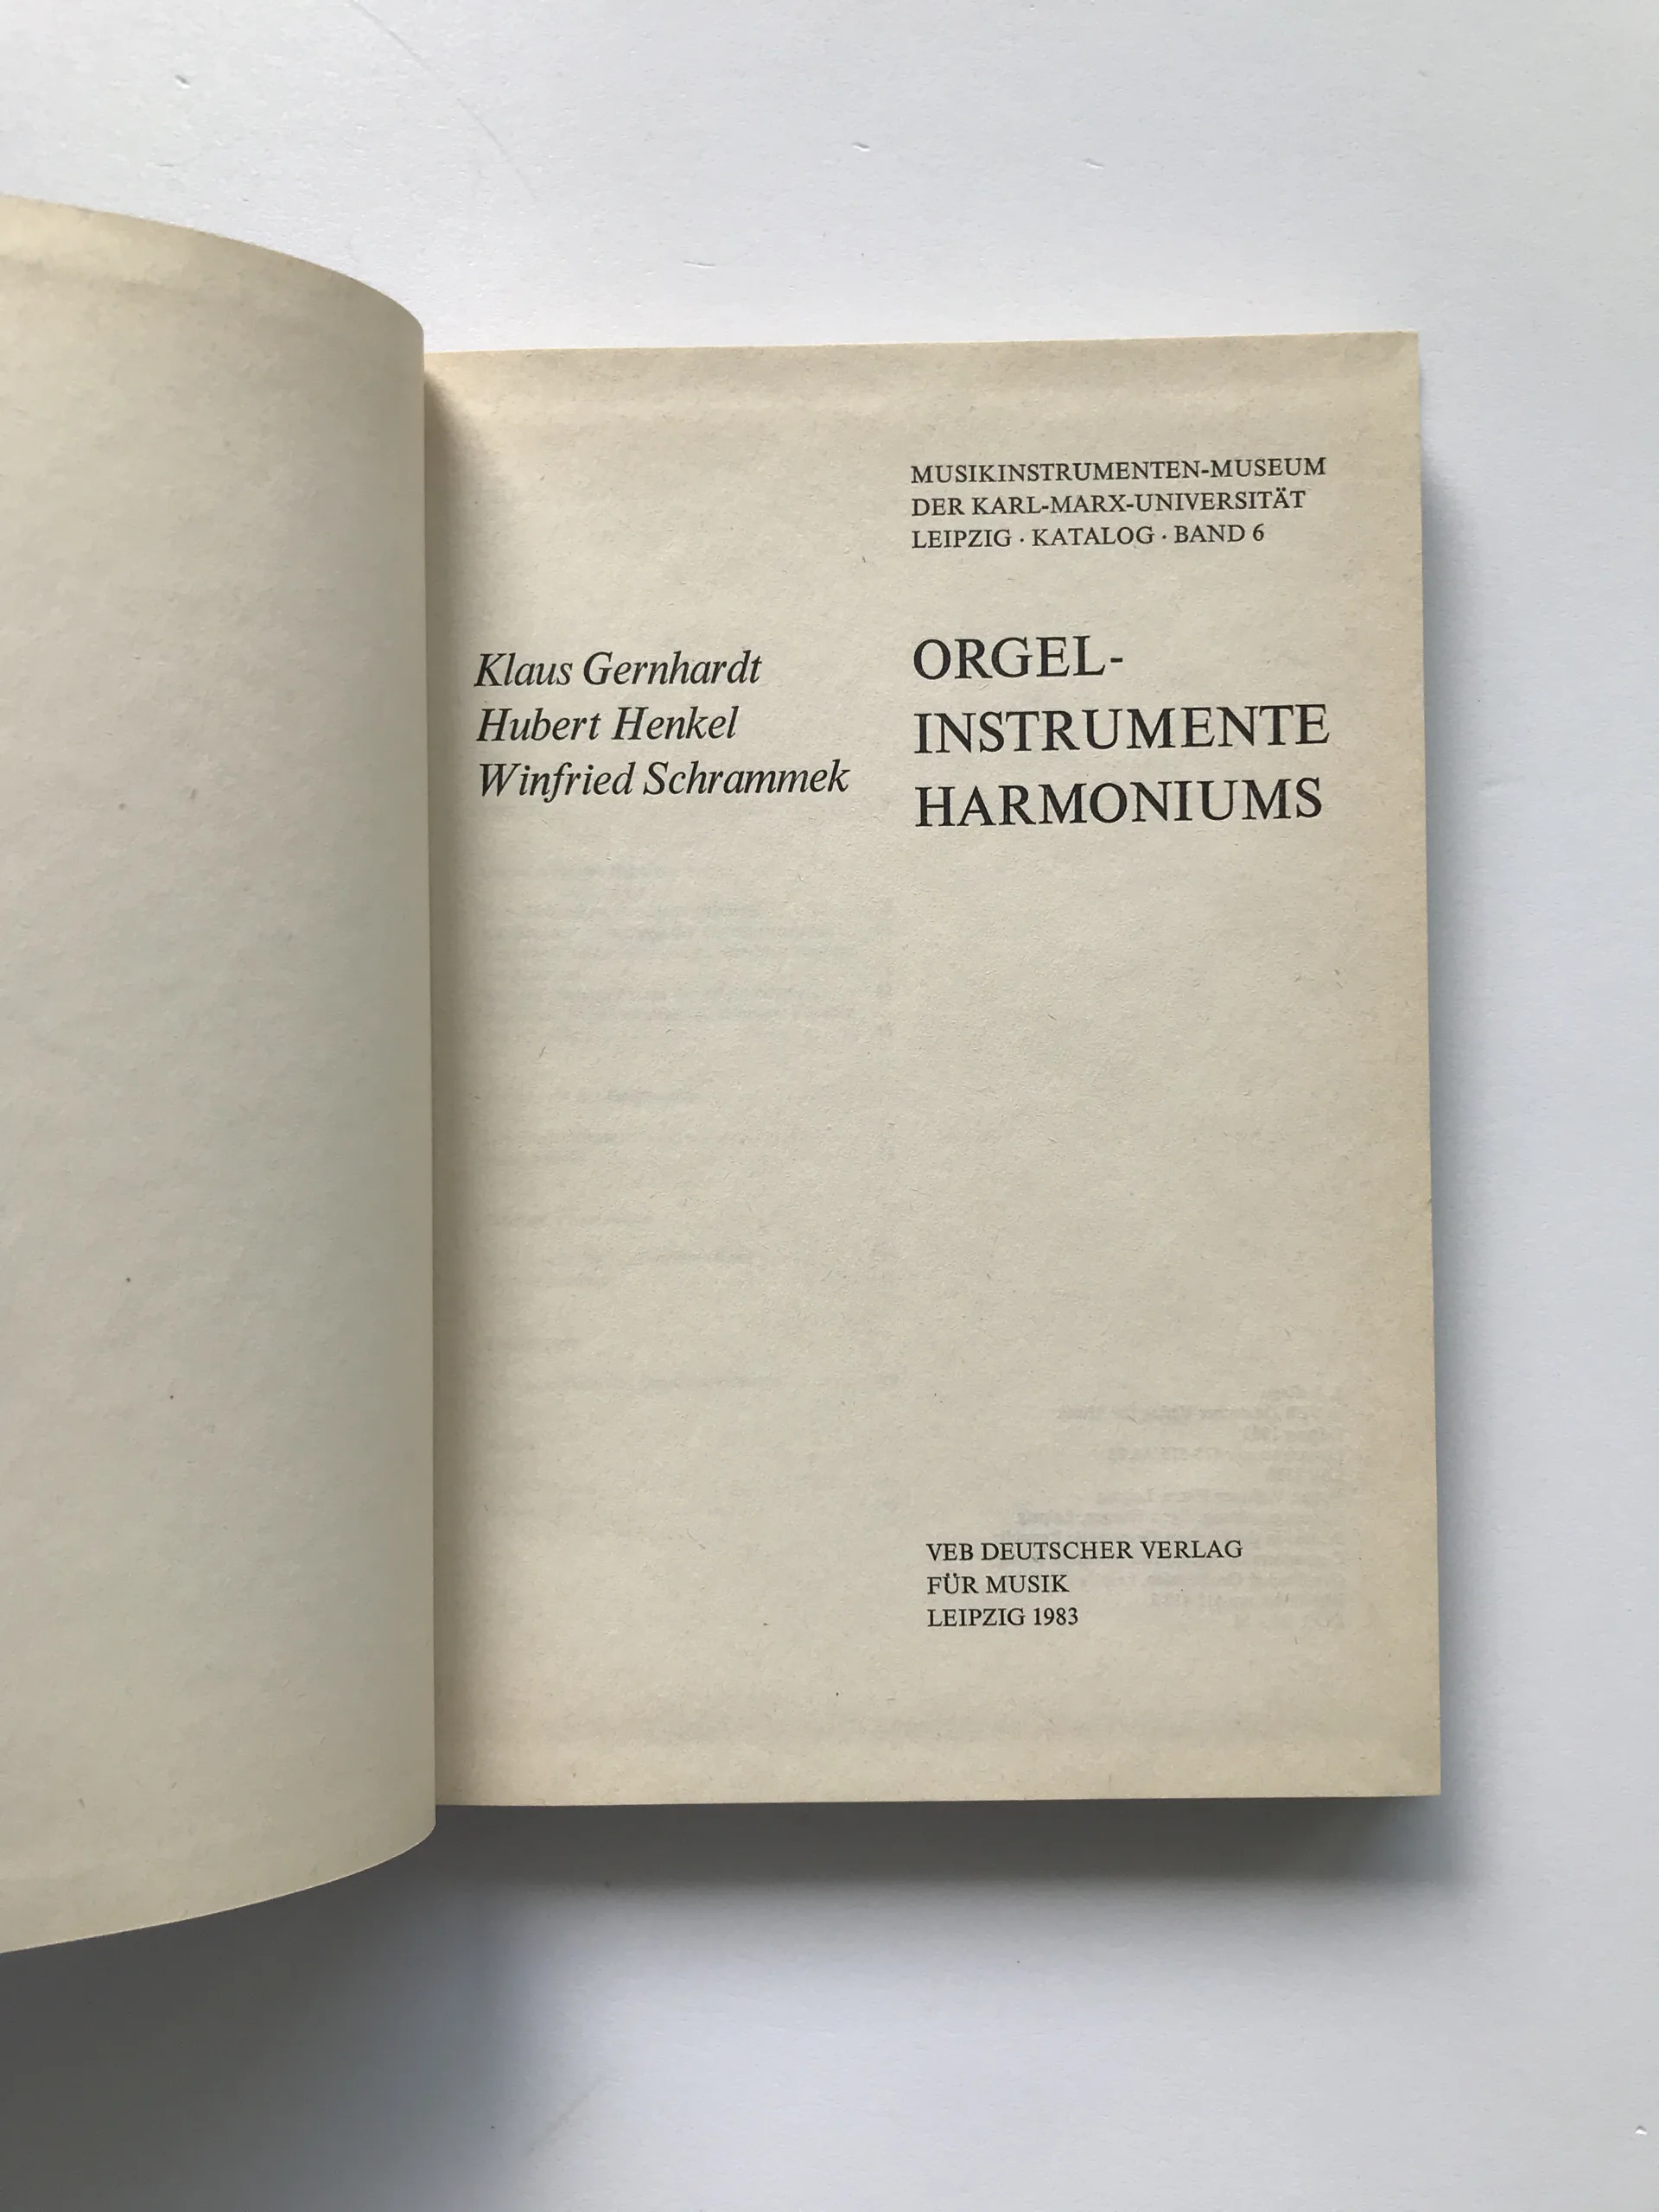 MUSIKINSTRUMENTEN-MUSEUM
DER KARL-MARX-UNIVERSITÄT
LEIPZIG · KATALOG · BAND 6
Klaus Gernhardt
Hubert Henkel
Winfried Schrammek
ORGEL-
INSTRUMENTE
HARMONIUMS
VEB DEUTSCHER VERLAG
FÜR MUSIK
LEIPZIG 1983